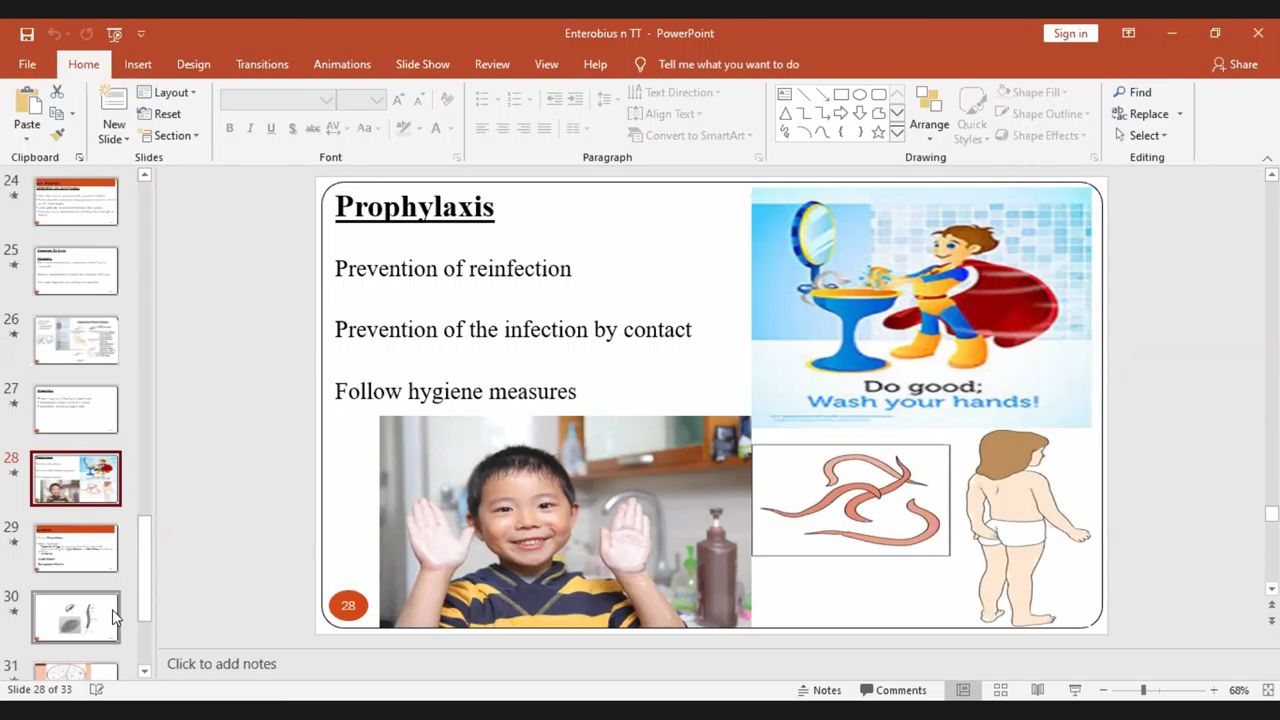 Enterobius n TT - PowerPoint
Sign in
File
Home
Insert
Design
Transitions
Animations
Slide Show
Review
View
Help
Tell me what you want to do
Share
Paste
New
Slide
Layout
Reset
Section
B I U S abc AV Aa
A
Text Direction
Align Text
Convert to SmartArt
Arrange
Quick
Styles
Shape Fill
Shape Outline
Shape Effects
Find
Replace
Select
Clipboard
Slides
Font
Paragraph
Drawing
Editing
24
25
26
27
28
29
30
31
Prophylaxis
Prevention of reinfection
Prevention of the infection by contact
Follow hygiene measures
Do good;
Wash your hands!
28
Click to add notes
Slide 28 of 33
Notes
Comments
68%